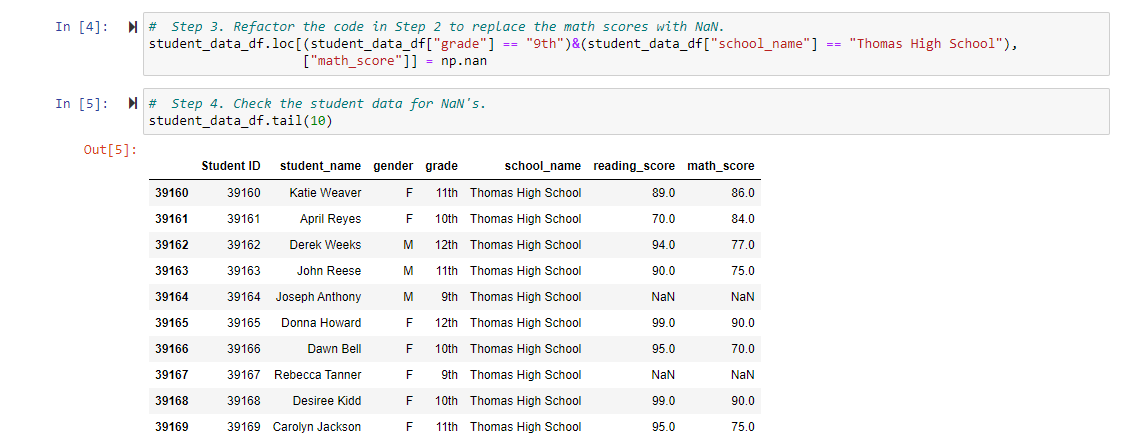 In [4]: # Step 3. Refactor the code in Step 2 to replace the math scores with NaN.
student_data_df.loc[(student_data_df["grade"] == "9th")&(student_data_df["school_name"] == "Thomas High School"),
["math_score"]] = np.nan
In [5]: # Step 4. Check the student data for NaN's.
student_data_df.tail(10)
Out[5]:
Student ID student_name gender grade school_name reading_score math_score
39160 39160 Katie Weaver F 11th Thomas High School 89.0 86.0
39161 39161 April Reyes F 10th Thomas High School 70.0 84.0
39162 39162 Derek Weeks M 12th Thomas High School 94.0 77.0
39163 39163 John Reese M 11th Thomas High School 90.0 75.0
39164 39164 Joseph Anthony M 9th Thomas High School NaN NaN
39165 39165 Donna Howard F 12th Thomas High School 99.0 90.0
39166 39166 Dawn Bell F 10th Thomas High School 95.0 70.0
39167 39167 Rebecca Tanner F 9th Thomas High School NaN NaN
39168 39168 Desiree Kidd F 10th Thomas High School 99.0 90.0
39169 39169 Carolyn Jackson F 11th Thomas High School 95.0 75.0